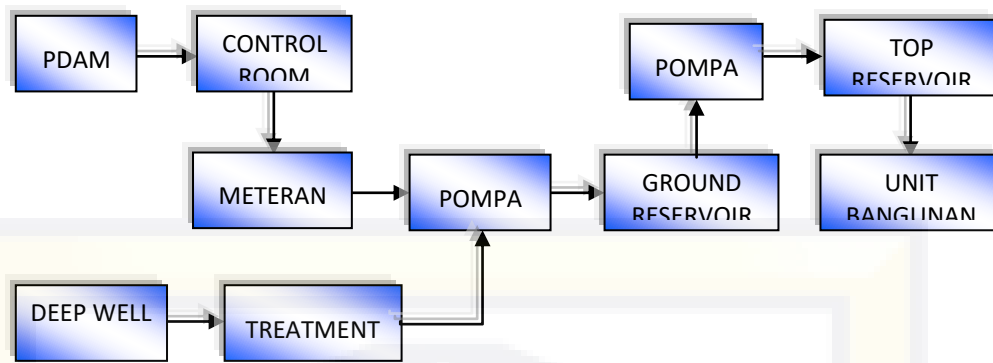 PDAM
CONTROL
ROOM
POMPA
TOP
RESERVOIR
METERAN
POMPA
GROUND
RESERVOIR
UNIT
BANGUNAN
DEEP WELL
TREATMENT